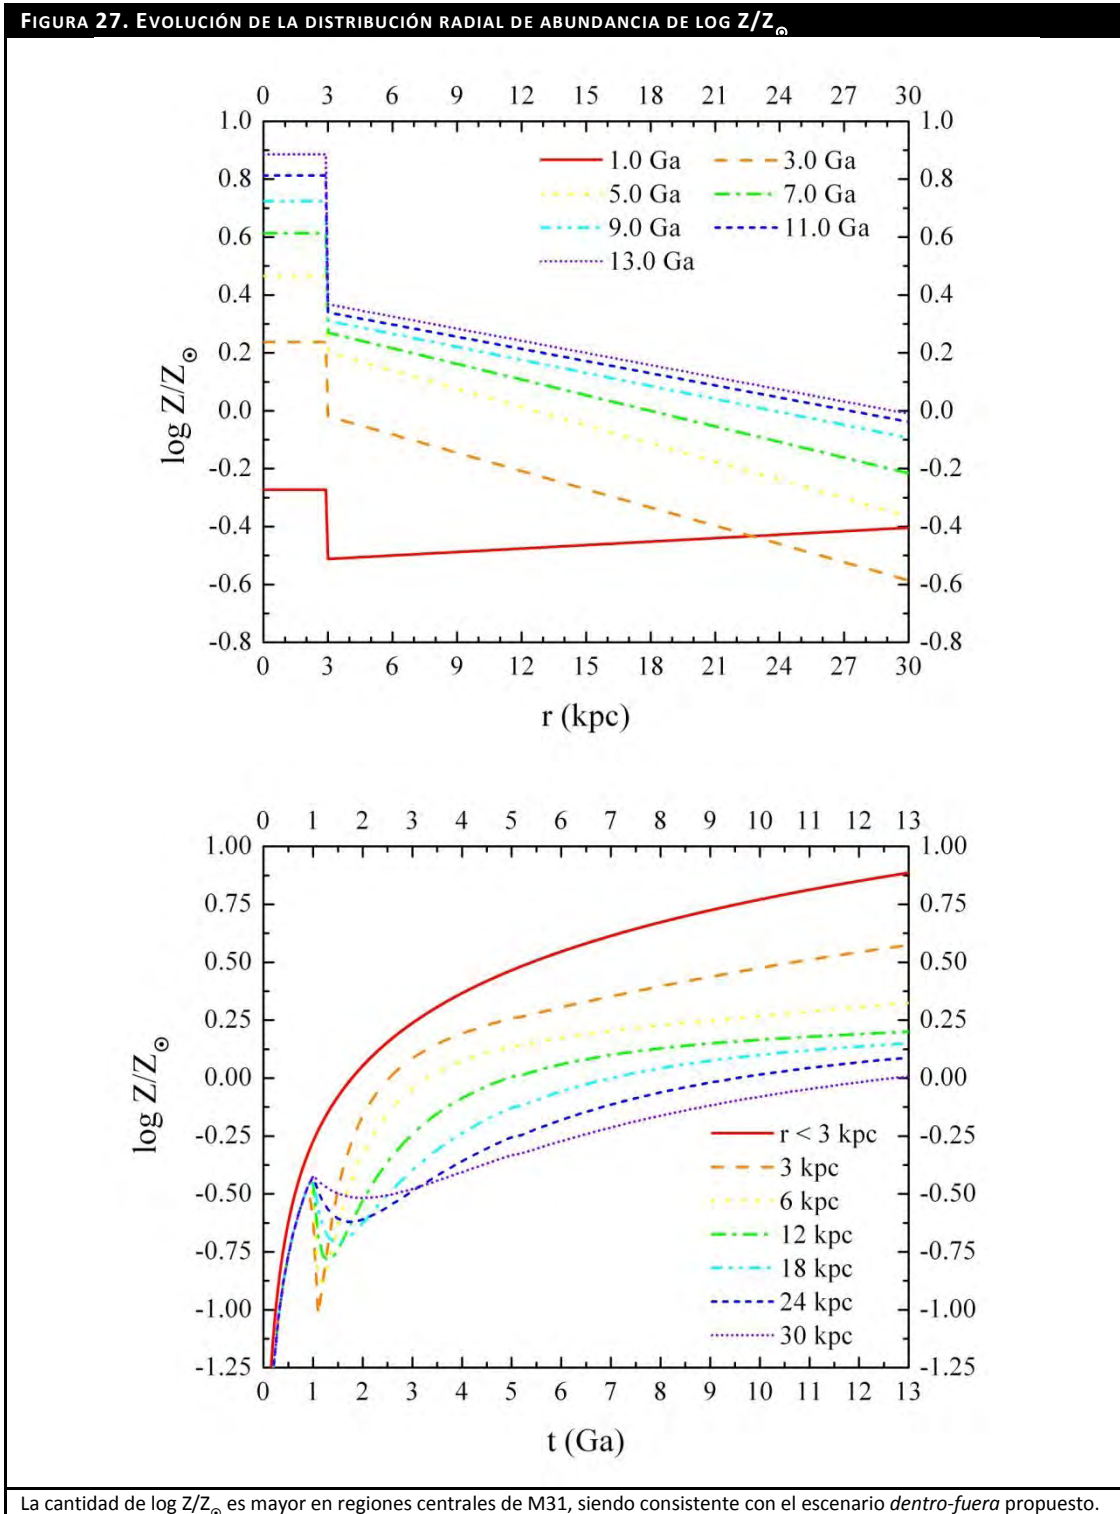 FIGURA 27. EVOLUCIÓN DE LA DISTRIBUCIÓN RADIAL DE ABUNDANCIA DE LOG Z/Z☉
0 3 6 9 12 15 18 21 24 27 30
1.0 1.0
0.8 0.8
0.6 0.6
0.4 0.4
0.2 0.2
0.0 0.0
-0.2 -0.2
-0.4 -0.4
-0.6 -0.6
-0.8 -0.8
log Z/Z☉
1.0 Ga 3.0 Ga
5.0 Ga 7.0 Ga
9.0 Ga 11.0 Ga
13.0 Ga
0 3 6 9 12 15 18 21 24 27 30
r (kpc)
0 1 2 3 4 5 6 7 8 9 10 11 12 13
1.00 1.00
0.75 0.75
0.50 0.50
0.25 0.25
0.00 0.00
-0.25 -0.25
-0.50 -0.50
-0.75 -0.75
-1.00 -1.00
-1.25 -1.25
log Z/Z☉
r < 3 kpc
3 kpc
6 kpc
12 kpc
18 kpc
24 kpc
30 kpc
0 1 2 3 4 5 6 7 8 9 10 11 12 13
t (Ga)
La cantidad de log Z/Z☉ es mayor en regiones centrales de M31, siendo consistente con el escenario dentro-fuera propuesto.